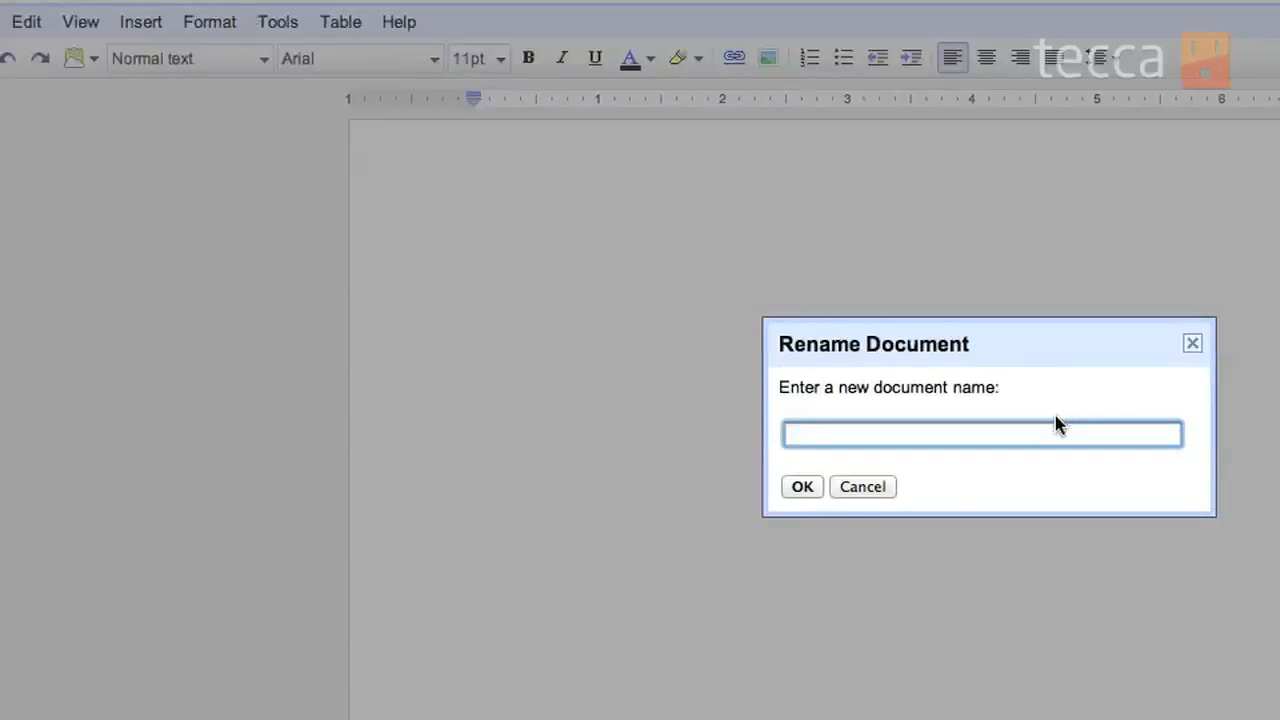 Edit View Insert Format Tools Table Help
tecca
Normal text Arial 11pt B I U A
1 1 2 3 4 5 6
Rename Document
Enter a new document name:
OK Cancel